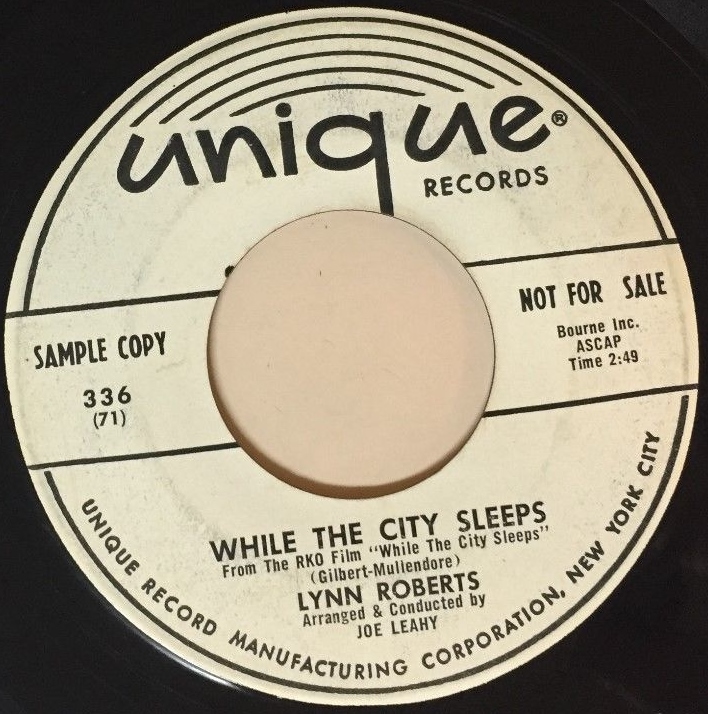 unique®
RECORDS
SAMPLE COPY
336
(71)
NOT FOR SALE
Bourne Inc.
ASCAP
Time 2:49
WHILE THE CITY SLEEPS
From The RKO Film "While The City Sleeps"
(Gilbert-Mullendore)
LYNN ROBERTS
Arranged & Conducted by
JOE LEAHY
UNIQUE RECORD MANUFACTURING CORPORATION, NEW YORK CITY